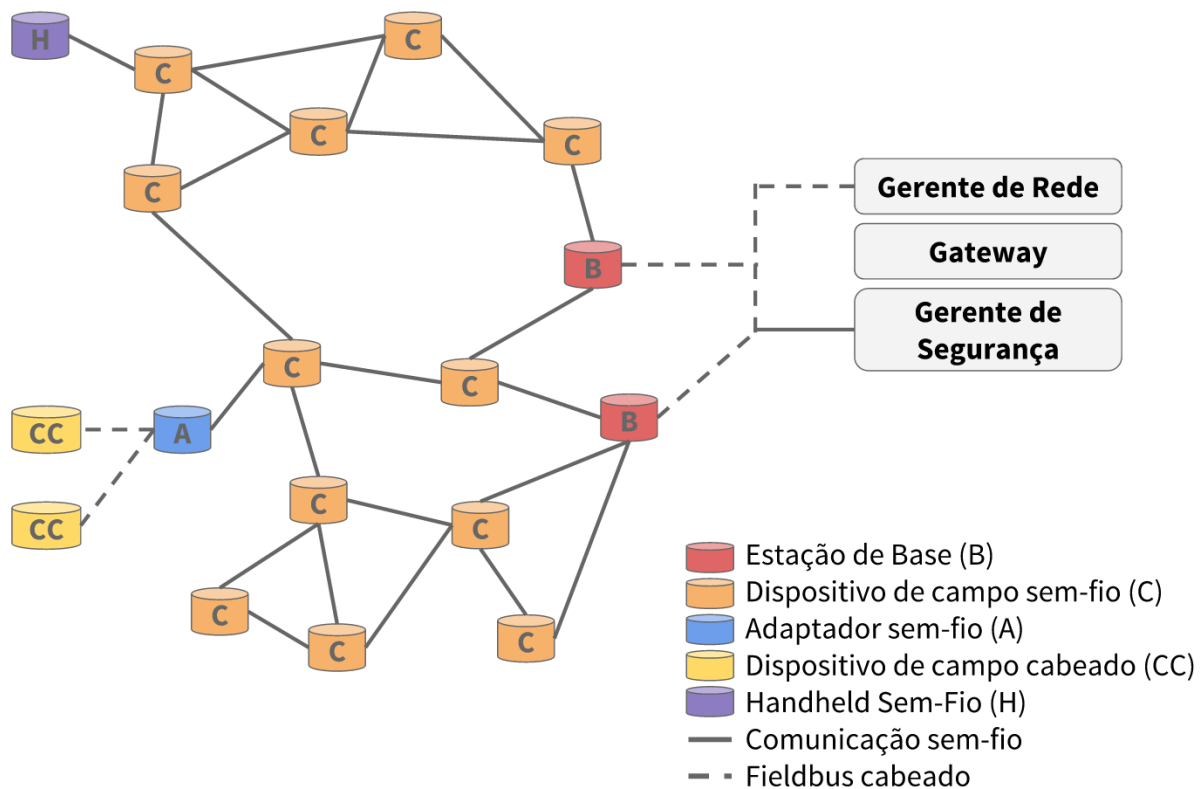 H
C
C
C
C
C
Gerente de Rede
Gateway
Gerente de
Segurança
B
C
C
B
CC
A
CC
C
C
C
C
C
Estação de Base (B)
Dispositivo de campo sem-fio (C)
Adaptador sem-fio (A)
Dispositivo de campo cabeado (CC)
Handheld Sem-Fio (H)
Comunicação sem-fio
Fieldbus cabeado